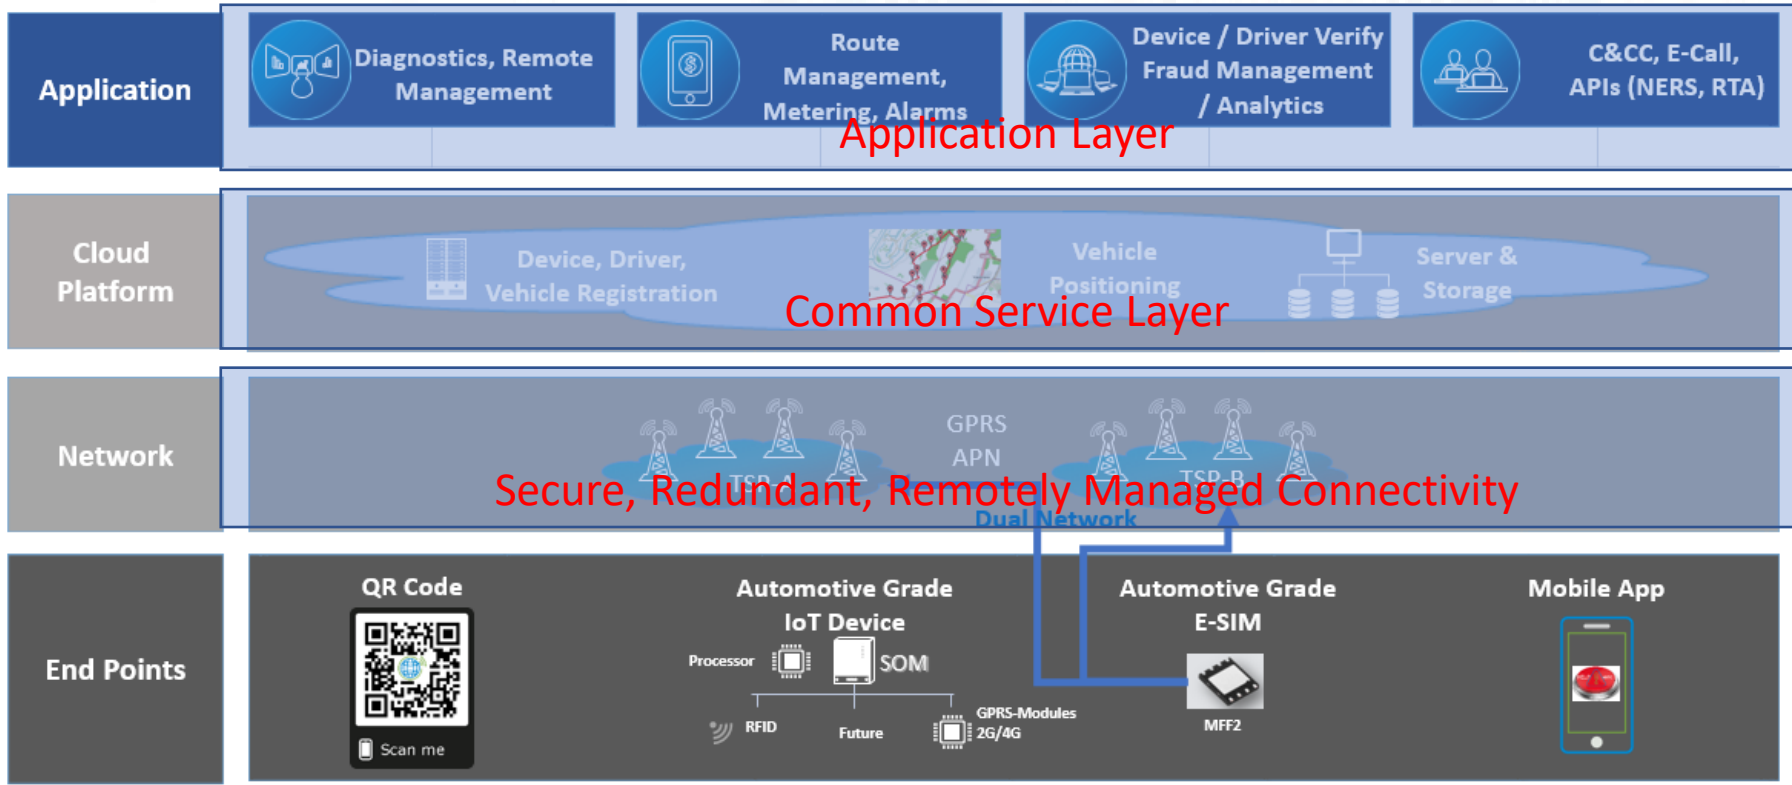 Application
Diagnostics, Remote
Management
Route
Management,
Metering, Alarms
Device / Driver Verify
Fraud Management
/ Analytics
C&CC, E-Call,
APIs (NERS, RTA)
Application Layer
Cloud
Platform
Device, Driver,
Vehicle Registration
Vehicle
Positioning
Server &
Storage
Common Service Layer
Network
TSP-A
GPRS
APN
TSP-B
Secure, Redundant, Remotely Managed Connectivity
Dual Network
End Points
QR Code
Scan me
Automotive Grade
IoT Device
Processor
SOM
RFID
Future
GPRS-Modules
2G/4G
Automotive Grade
E-SIM
MFF2
Mobile App